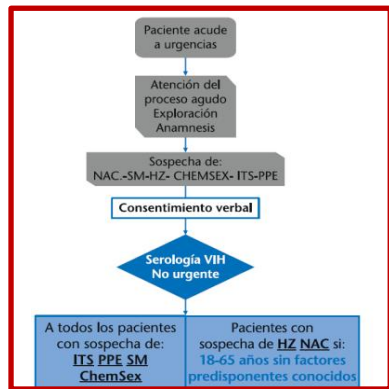 Paciente acude
a urgencias
Atención del
proceso agudo
Exploración
Anamnesis
Sospecha de:
NAC.-SM-HZ- CHEMSEX- ITS-PPE
Consentimiento verbal
Serología VIH
No urgente
A todos los pacientes
con sospecha de:
ITS PPE SM
ChemSex
Pacientes con
sospecha de HZ NAC si:
18-65 años sin factores
predisponentes conocidos